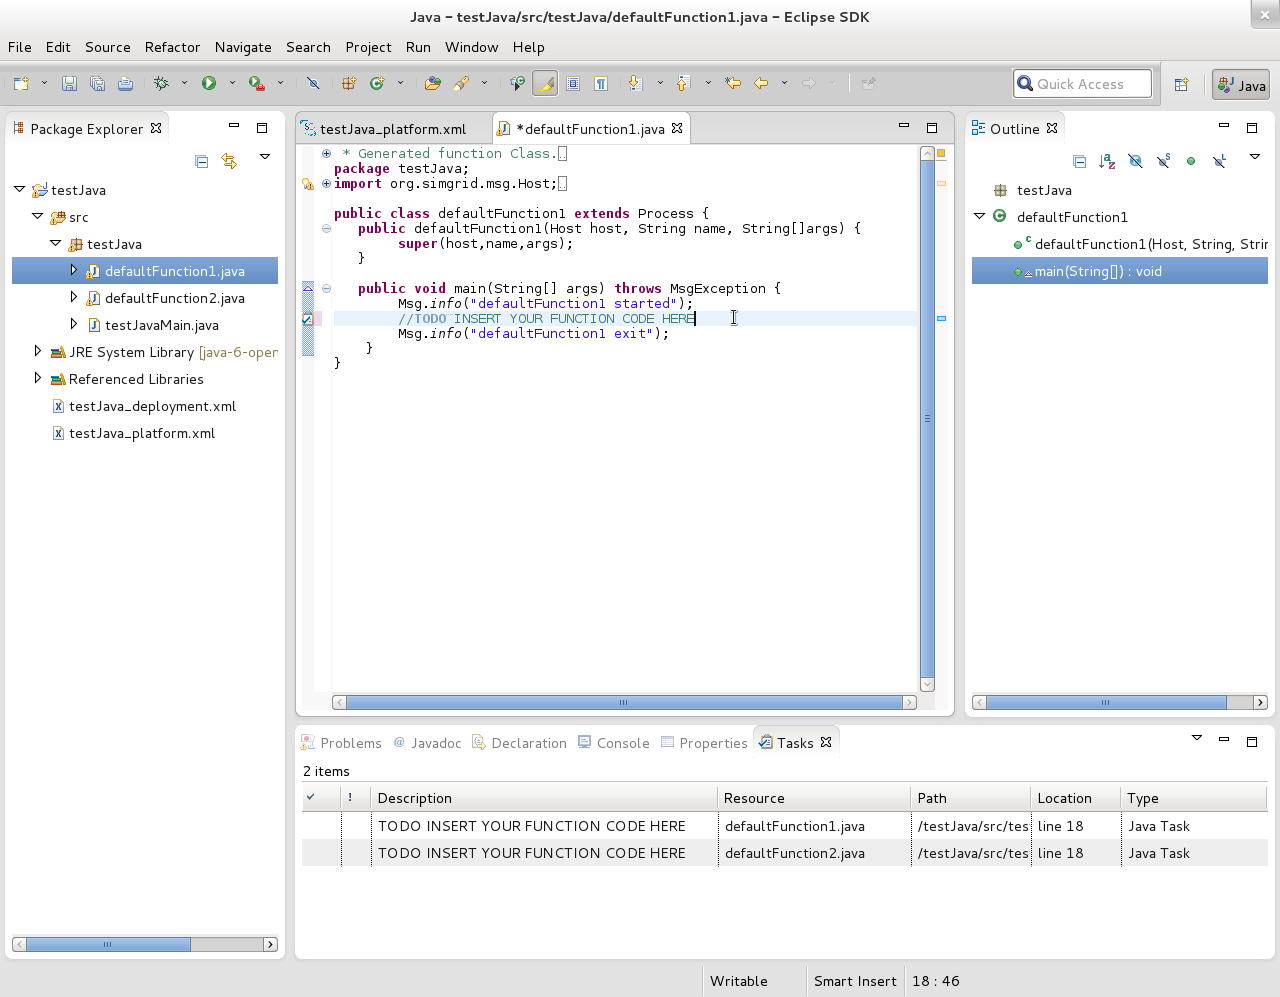 Java – testJava/src/testJava/defaultFunction1.java – Eclipse SDK
File Edit Source Refactor Navigate Search Project Run Window Help
Quick Access
Java
Package Explorer
testJava
src
testJava
defaultFunction1.java
defaultFunction2.java
testJavaMain.java
JRE System Library [java-6-oper
Referenced Libraries
testJava_deployment.xml
testJava_platform.xml
testJava_platform.xml
*defaultFunction1.java
* Generated function Class.
package testJava;
import org.simgrid.msg.Host;
public class defaultFunction1 extends Process {
public defaultFunction1(Host host, String name, String[]args) {
super(host,name,args);
}
public void main(String[] args) throws MsgException {
Msg.info("defaultFunction1 started");
//TODO INSERT YOUR FUNCTION CODE HERE
Msg.info("defaultFunction1 exit");
}
}
Outline
testJava
defaultFunction1
defaultFunction1(Host, String, Strir
main(String[]) : void
Problems @ Javadoc Declaration Console Properties Tasks
2 items
! Description Resource Path Location Type
TODO INSERT YOUR FUNCTION CODE HERE defaultFunction1.java /testJava/src/tes line 18 Java Task
TODO INSERT YOUR FUNCTION CODE HERE defaultFunction2.java /testJava/src/tes line 18 Java Task
Writable Smart Insert 18 : 46